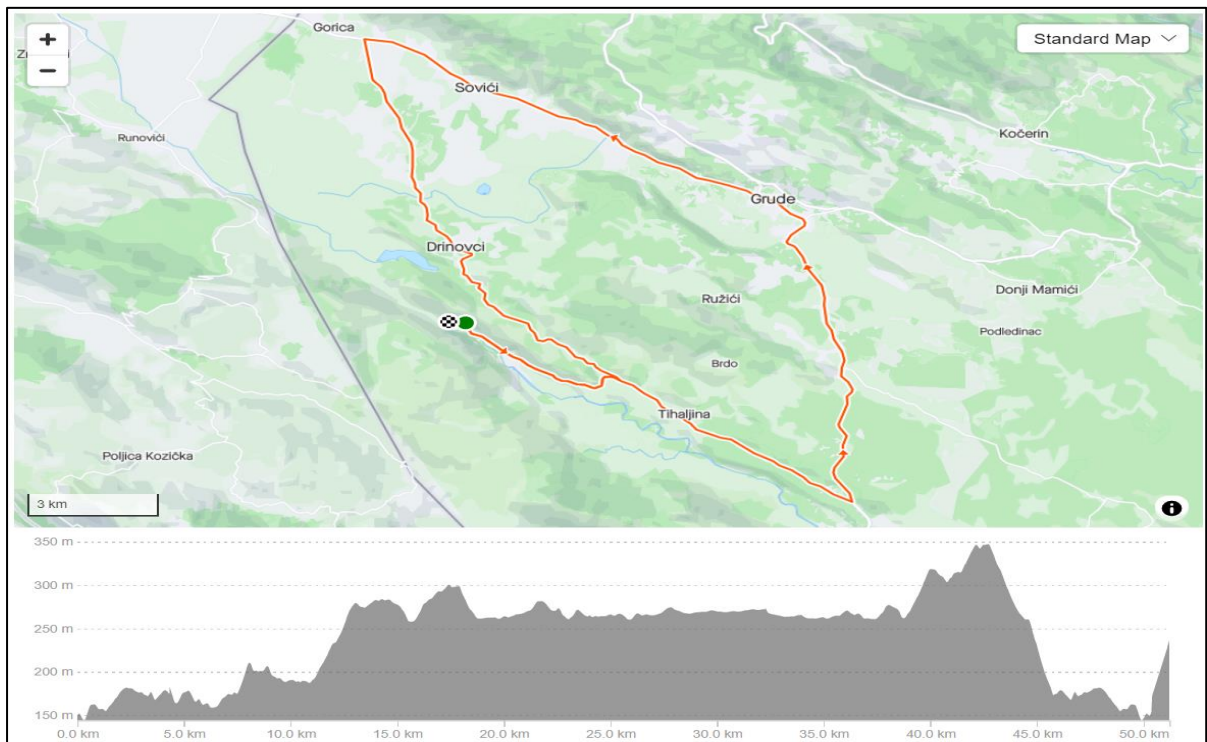 Gorica
+
Standard Map
−
Sovići
Runovići
Kočerin
Grude
Drinovci
Donji Mamići
Ružići
Podledinac
Brdo
Tihaljina
Poljica Kozička
3 km
350 m
300 m
250 m
200 m
150 m
0.0 km 5.0 km 10.0 km 15.0 km 20.0 km 25.0 km 30.0 km 35.0 km 40.0 km 45.0 km 50.0 km